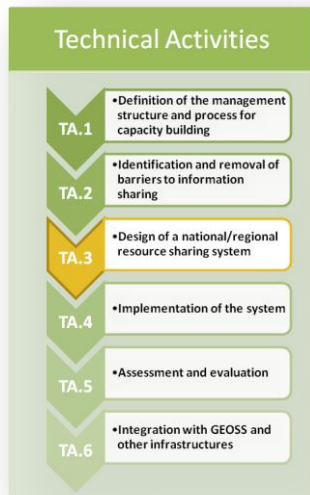 Technical Activities
TA.1
•Definition of the management
structure and process for
capacity building
TA.2
•Identification and removal of
barriers to information
sharing
TA.3
•Design of a national/regional
resource sharing system
TA.4
•Implementation of the system
TA.5
•Assessment and evaluation
TA.6
•Integration with GEOSS and
other infrastructures